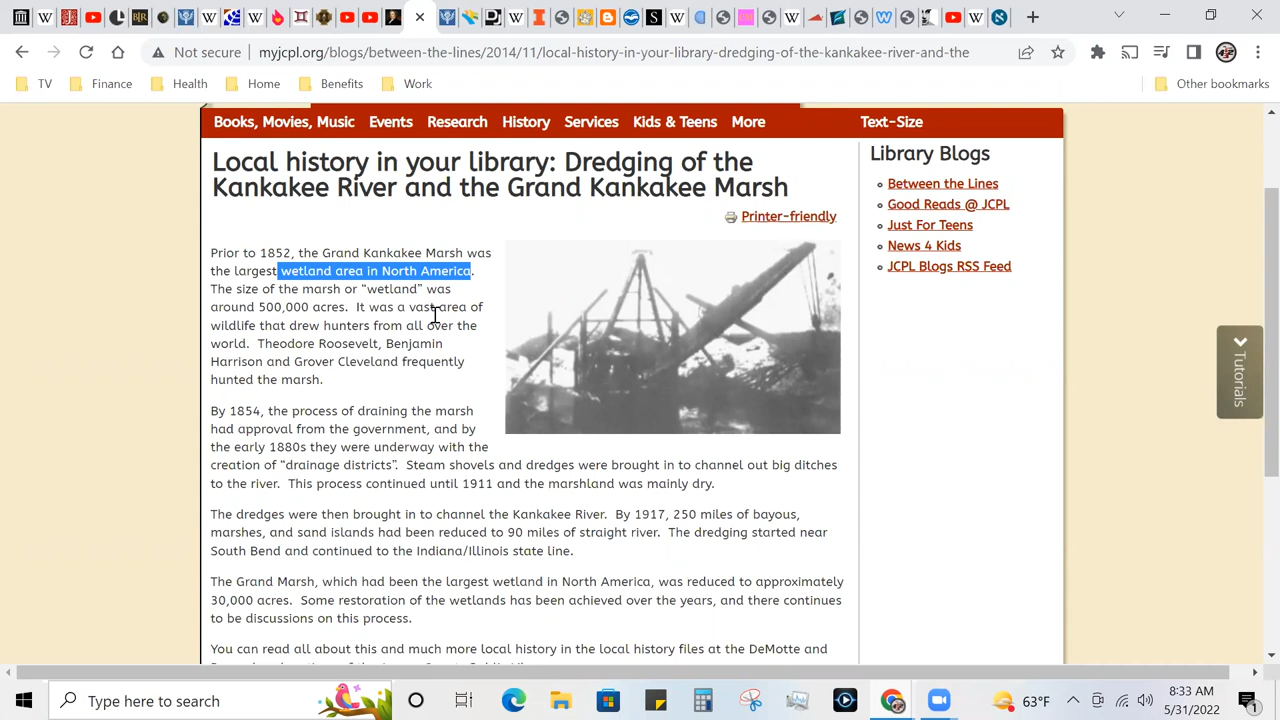 Not secure
myjcpl.org/blogs/between-the-lines/2014/11/local-history-in-your-library-dredging-of-the-kankakee-river-and-the
TV
Finance
Health
Home
Benefits
Work
Other bookmarks
Books, Movies, Music
Events
Research
History
Services
Kids & Teens
More
Text-Size
Local history in your library: Dredging of the
Kankakee River and the Grand Kankakee Marsh
Printer-friendly
Prior to 1852, the Grand Kankakee Marsh was
the largest wetland area in North America.
The size of the marsh or “wetland” was
around 500,000 acres. It was a vast area of
wildlife that drew hunters from all over the
world. Theodore Roosevelt, Benjamin
Harrison and Grover Cleveland frequently
hunted the marsh.
By 1854, the process of draining the marsh
had approval from the government, and by
the early 1880s they were underway with the
creation of “drainage districts”. Steam shovels and dredges were brought in to channel out big ditches
to the river. This process continued until 1911 and the marshland was mainly dry.
The dredges were then brought in to channel the Kankakee River. By 1917, 250 miles of bayous,
marshes, and sand islands had been reduced to 90 miles of straight river. The dredging started near
South Bend and continued to the Indiana/Illinois state line.
The Grand Marsh, which had been the largest wetland in North America, was reduced to approximately
30,000 acres. Some restoration of the wetlands has been achieved over the years, and there continues
to be discussions on this process.
You can read all about this and much more local history in the local history files at the DeMotte and
Library Blogs
Between the Lines
Good Reads @ JCPL
Just For Teens
News 4 Kids
JCPL Blogs RSS Feed
Tutorials
Type here to search
63°F
8:33 AM
5/31/2022